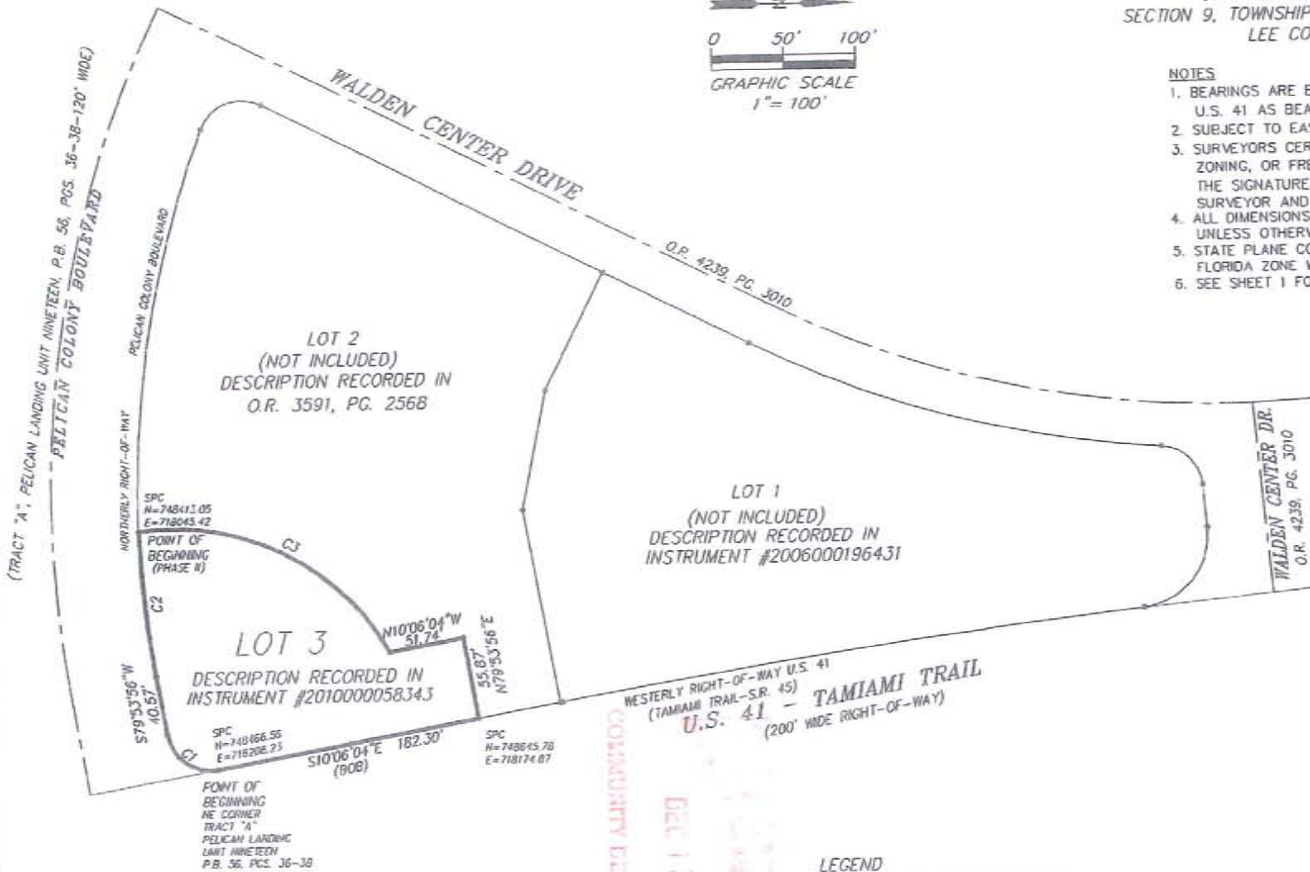 SECTION 9, TOWNSHIP
LEE CO
0 50' 100'
GRAPHIC SCALE
1"= 100'
NOTES
1. BEARINGS ARE B
U.S. 41 AS BEA
2. SUBJECT TO EAS
3. SURVEYORS CER
ZONING, OR FRE
THE SIGNATURE
SURVEYOR AND
4. ALL DIMENSIONS
UNLESS OTHERW
5. STATE PLANE CO
FLORIDA ZONE W
6. SEE SHEET 1 FO
WALDEN CENTER DRIVE
O.R. 4239, PG. 3010
(TRACT "A", PELICAN LANDING UNIT NINETEEN, P.B. 56, PGS. 36-38-120' WIDE)
PELICAN COLONY BOULEVARD
NORTHERLY RIGHT-OF-WAY
PELICAN COLONY BOULEVARD
LOT 2
(NOT INCLUDED)
DESCRIPTION RECORDED IN
O.R. 3591, PG. 2568
LOT 1
(NOT INCLUDED)
DESCRIPTION RECORDED IN
INSTRUMENT #2006000196431
WALDEN CENTER DR.
O.R. 4239, PG. 3010
SPC
N=748413.05
E=718045.42
POINT OF
BEGINNING
(PHASE II)
C3
C2
N10°06'04"W
51.74'
55.87'
N79°53'56"E
LOT 3
DESCRIPTION RECORDED IN
INSTRUMENT #2010000058343
S79°53'56"W
40.57'
C1
SPC
N=748466.56
E=718208.23
S10°06'04"E 182.30'
(BOB)
SPC
N=748645.78
E=718174.87
WESTERLY RIGHT-OF-WAY U.S. 41
(TAMIAMI TRAIL-S.R. 45)
U.S. 41 - TAMIAMI TRAIL
(200' WIDE RIGHT-OF-WAY)
POINT OF
BEGINNING
NE CORNER
TRACT "A"
PELICAN LANDING
UNIT NINETEEN
P.B. 56, PGS. 36-38
COMMUNITY DE
DEC 1
LEGEND